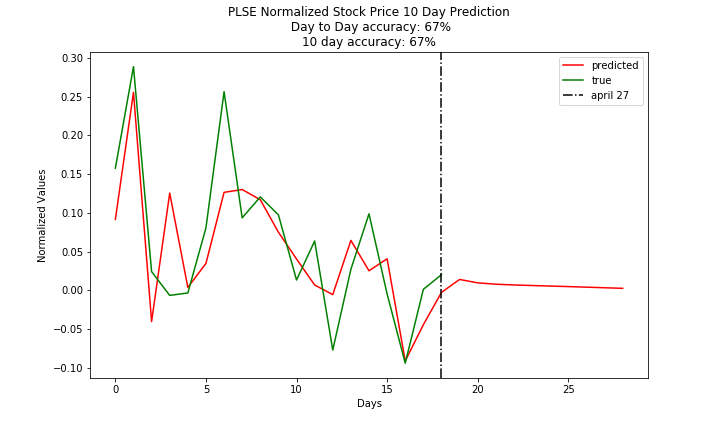 PLSE Normalized Stock Price 10 Day Prediction
Day to Day accuracy: 67%
10 day accuracy: 67%
predicted
true
april 27
Normalized Values
0.30
0.25
0.20
0.15
0.10
0.05
0.00
−0.05
−0.10
0 5 10 15 20 25
Days